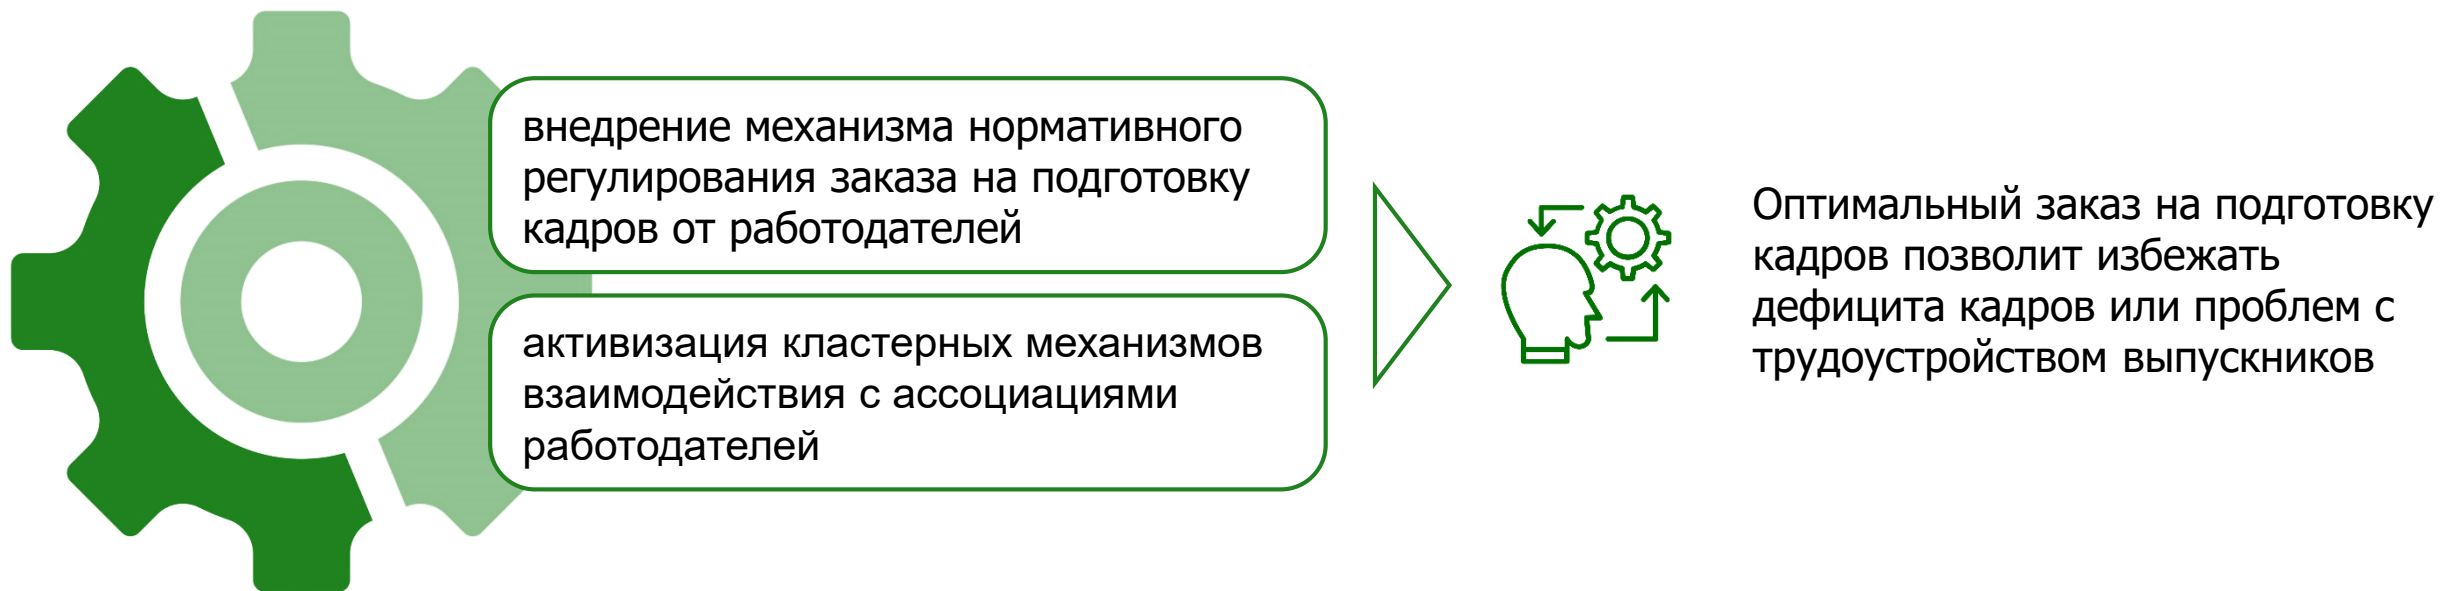 внедрение механизма нормативного
регулирования заказа на подготовку
кадров от работодателей
активизация кластерных механизмов
взаимодействия с ассоциациями
работодателей
Оптимальный заказ на подготовку
кадров позволит избежать
дефицита кадров или проблем с
трудоустройством выпускников